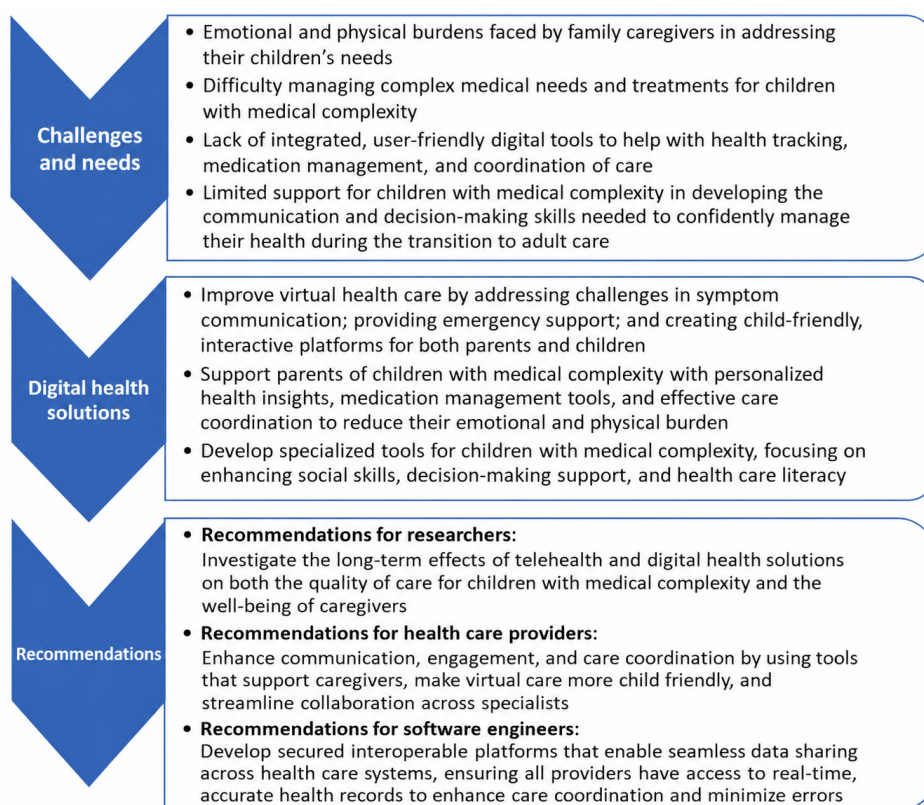 Challenges
and needs
• Emotional and physical burdens faced by family caregivers in addressing
their children’s needs
• Difficulty managing complex medical needs and treatments for children
with medical complexity
• Lack of integrated, user-friendly digital tools to help with health tracking,
medication management, and coordination of care
• Limited support for children with medical complexity in developing the
communication and decision-making skills needed to confidently manage
their health during the transition to adult care
Digital health
solutions
• Improve virtual health care by addressing challenges in symptom
communication; providing emergency support; and creating child-friendly,
interactive platforms for both parents and children
• Support parents of children with medical complexity with personalized
health insights, medication management tools, and effective care
coordination to reduce their emotional and physical burden
• Develop specialized tools for children with medical complexity, focusing on
enhancing social skills, decision-making support, and health care literacy
Recommendations
• Recommendations for researchers:
Investigate the long-term effects of telehealth and digital health solutions
on both the quality of care for children with medical complexity and the
well-being of caregivers
• Recommendations for health care providers:
Enhance communication, engagement, and care coordination by using tools
that support caregivers, make virtual care more child friendly, and
streamline collaboration across specialists
• Recommendations for software engineers:
Develop secured interoperable platforms that enable seamless data sharing
across health care systems, ensuring all providers have access to real-time,
accurate health records to enhance care coordination and minimize errors